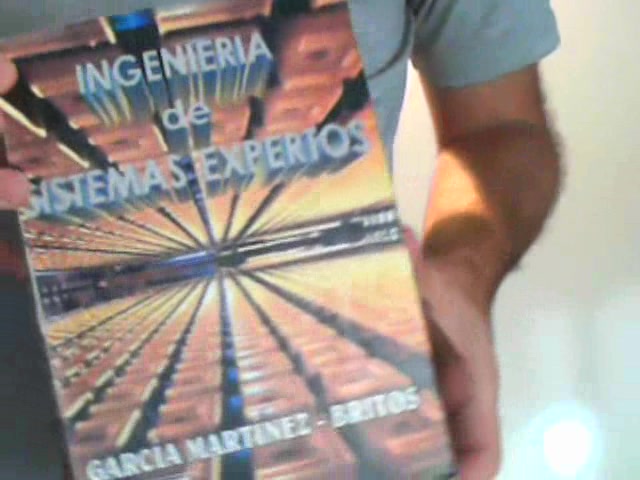 INGENIERIA
de
SISTEMAS EXPERTOS
GARCIA MARTINEZ - BRITOS